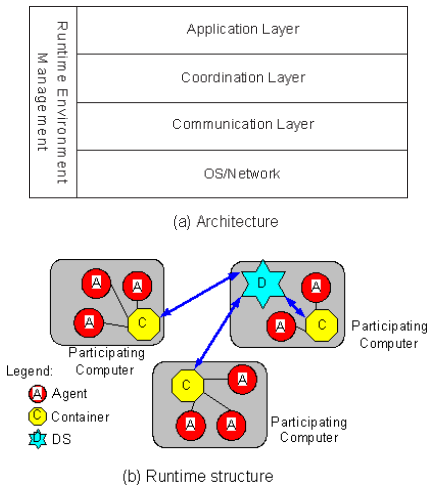 Runtime Environment
Management
Application Layer
Coordination Layer
Communication Layer
OS/Network
(a) Architecture
A
A
A
C
Participating
Computer
D
A
A
C
Participating
Computer
Legend:
A Agent
C Container
D DS
C
A
A
A
Participating
Computer
(b) Runtime structure